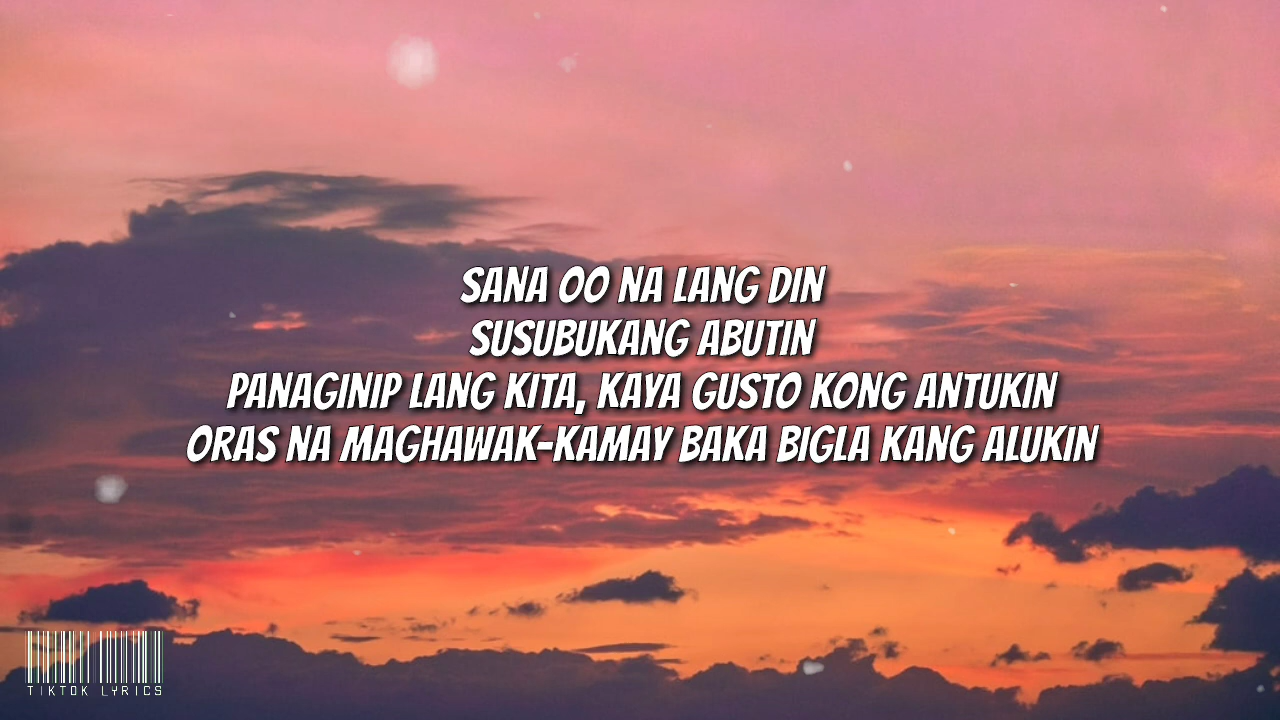 SANA OO NA LANG DIN
SUSUBUKANG ABUTIN
PANAGINIP LANG KITA, KAYA GUSTO KONG ANTUKIN
ORAS NA MAGHAWAK-KAMAY BAKA BIGLA KANG ALUKIN
TIKTOK LYRICS